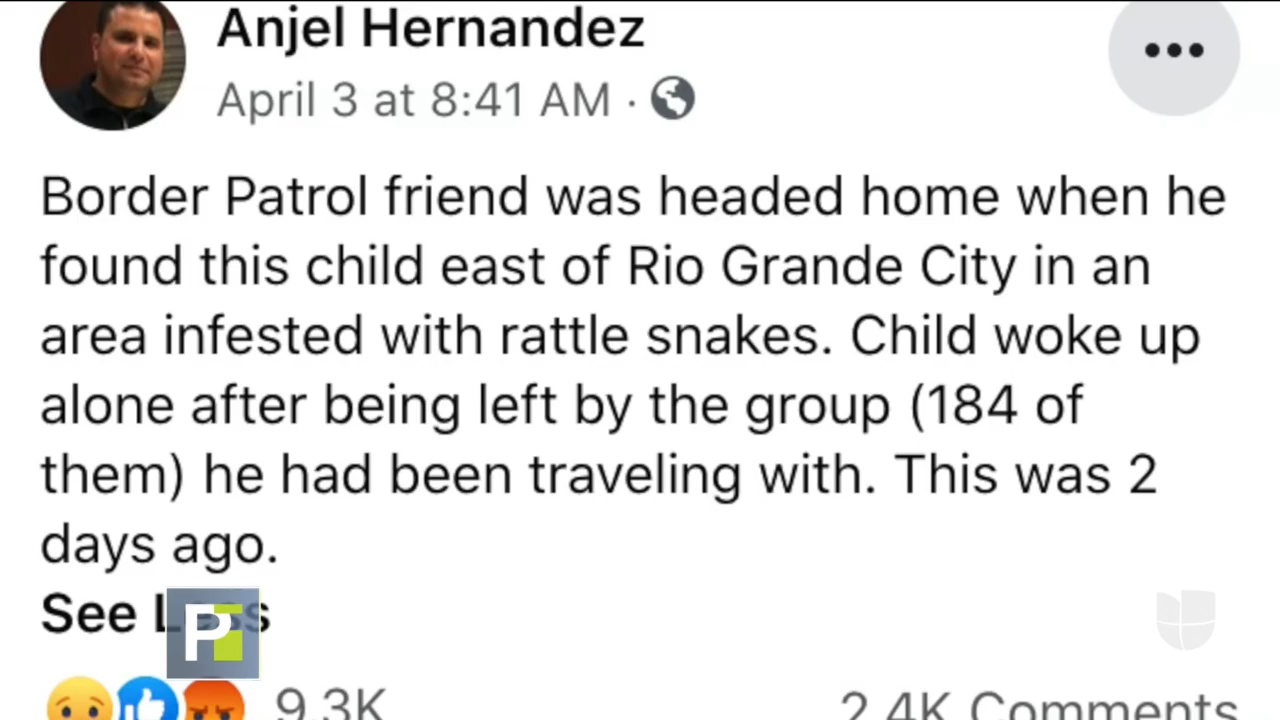 Anjel Hernandez
April 3 at 8:41 AM ·
Border Patrol friend was headed home when he
found this child east of Rio Grande City in an
area infested with rattle snakes. Child woke up
alone after being left by the group (184 of
them) he had been traveling with. This was 2
days ago.
See Less
P
9.3K
2.4K Comments